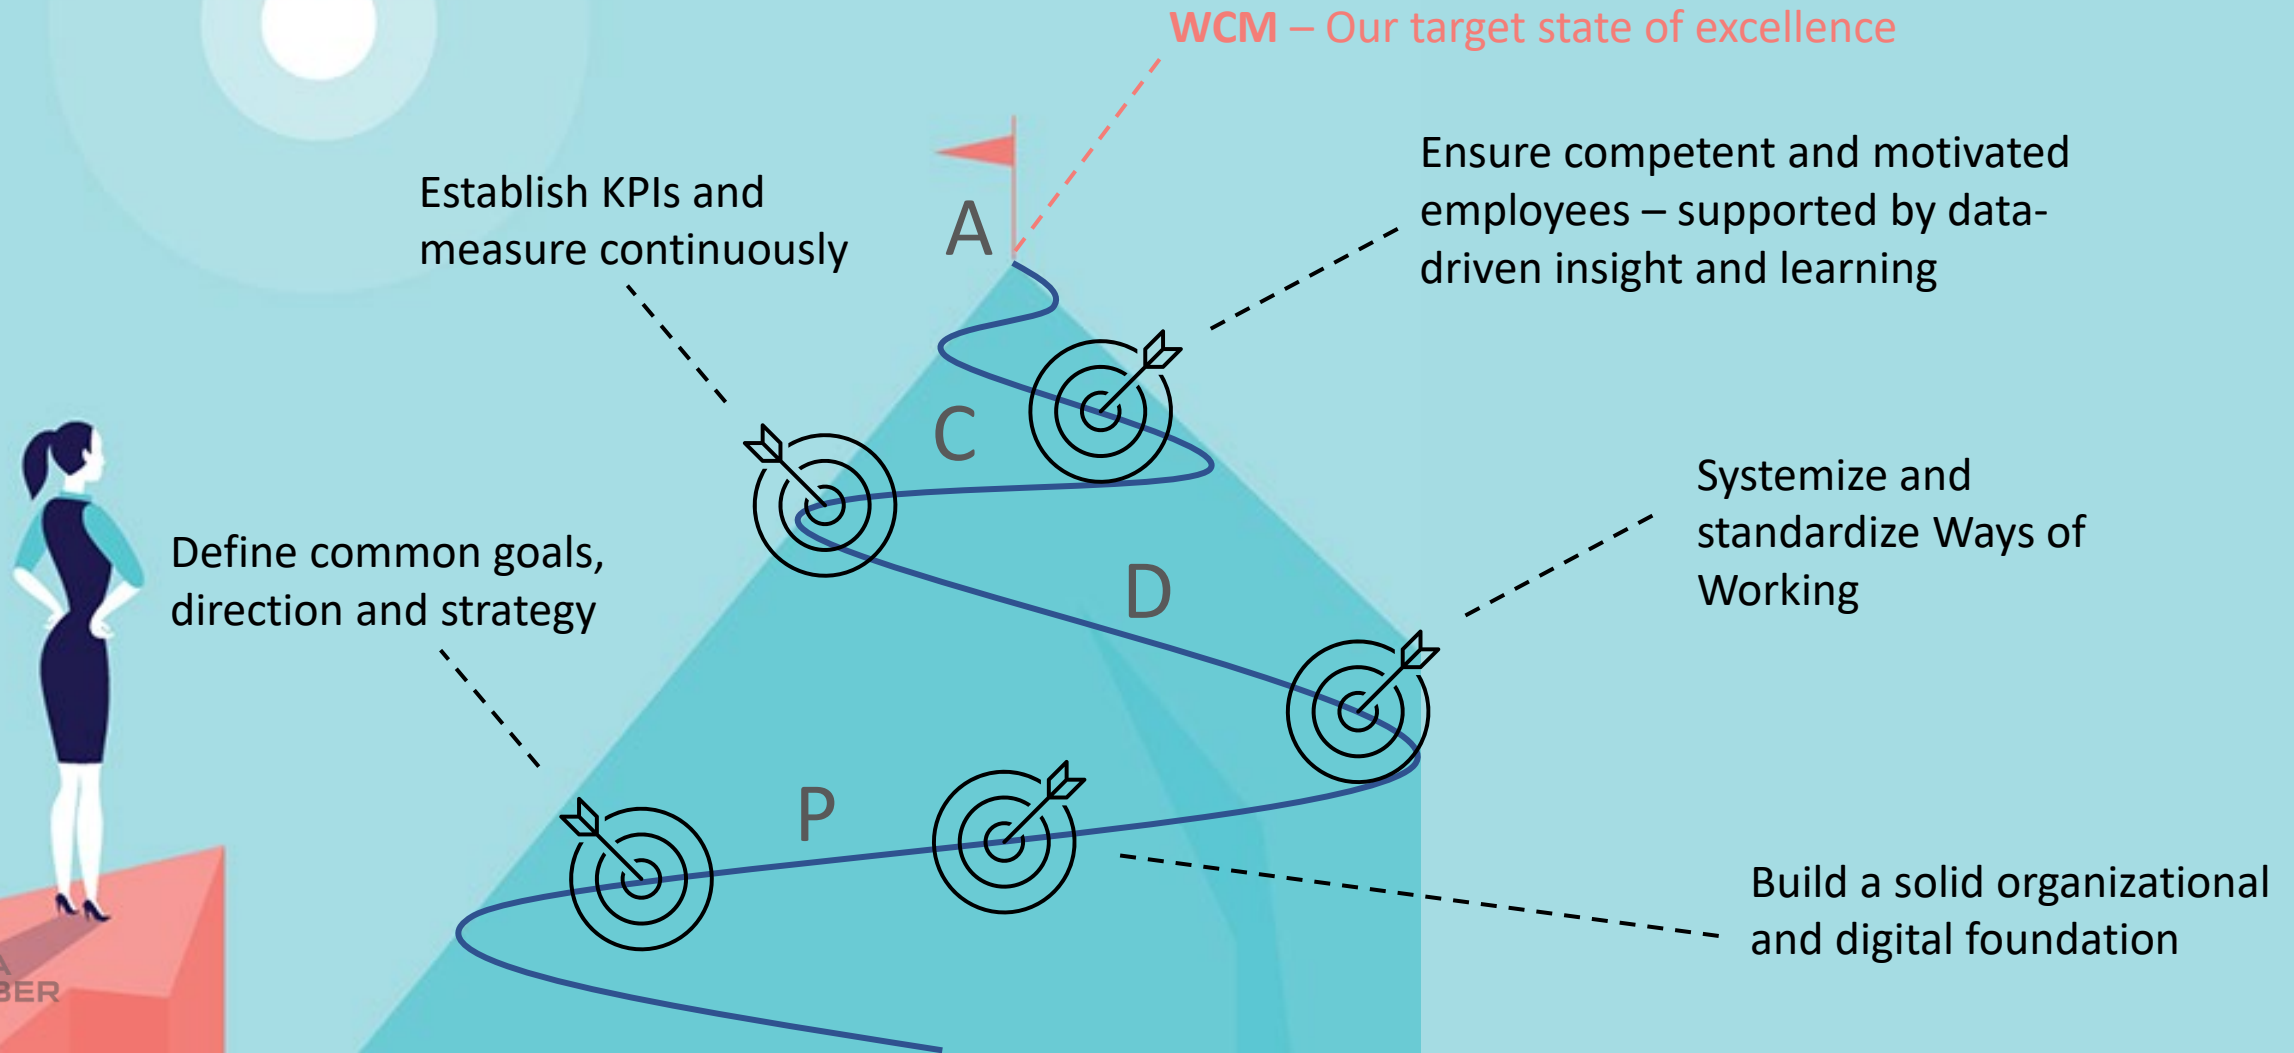 WCM – Our target state of excellence
Establish KPIs and
measure continuously
Ensure competent and motivated
employees – supported by data-
driven insight and learning
A
C
Systemize and
standardize Ways of
Working
Define common goals,
direction and strategy
D
P
Build a solid organizational
and digital foundation
A
BER